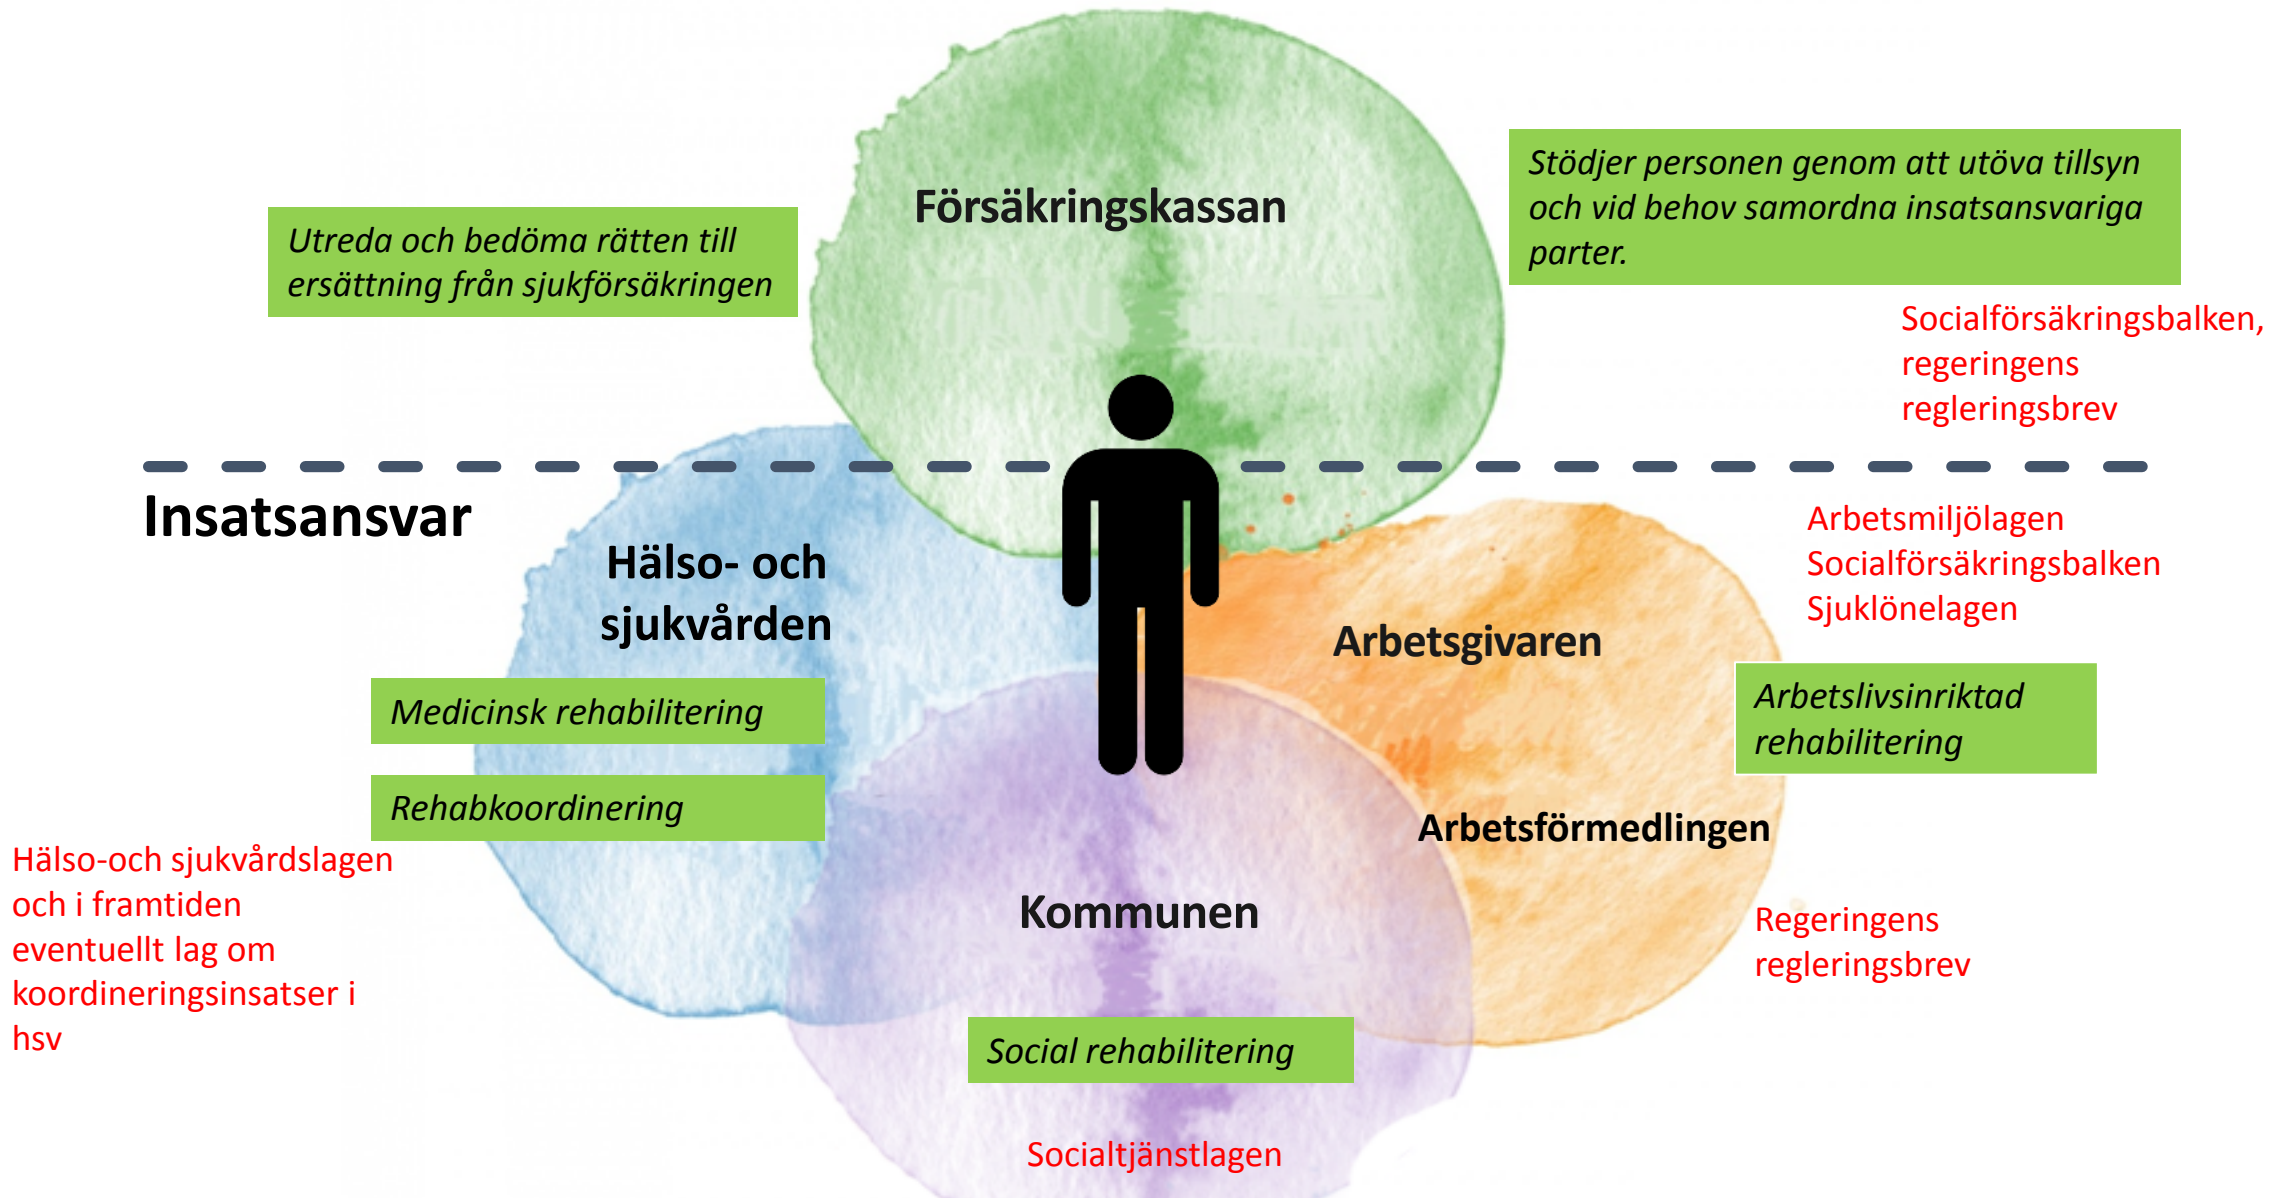 Försäkringskassan
Utreda och bedöma rätten till
ersättning från sjukförsäkringen
Stödjer personen genom att utöva tillsyn
och vid behov samordna insatsansvariga
parter.
Socialförsäkringsbalken,
regeringens
regleringsbrev
Insatsansvar
Hälso- och
sjukvården
Medicinsk rehabilitering
Rehabkoordinering
Hälso-och sjukvårdslagen
och i framtiden
eventuellt lag om
koordineringsinsatser i
hsv
Arbetsmiljölagen
Socialförsäkringsbalken
Sjuklönelagen
Arbetsgivaren
Arbetslivsinriktad
rehabilitering
Arbetsförmedlingen
Regeringens
regleringsbrev
Kommunen
Social rehabilitering
Socialtjänstlagen